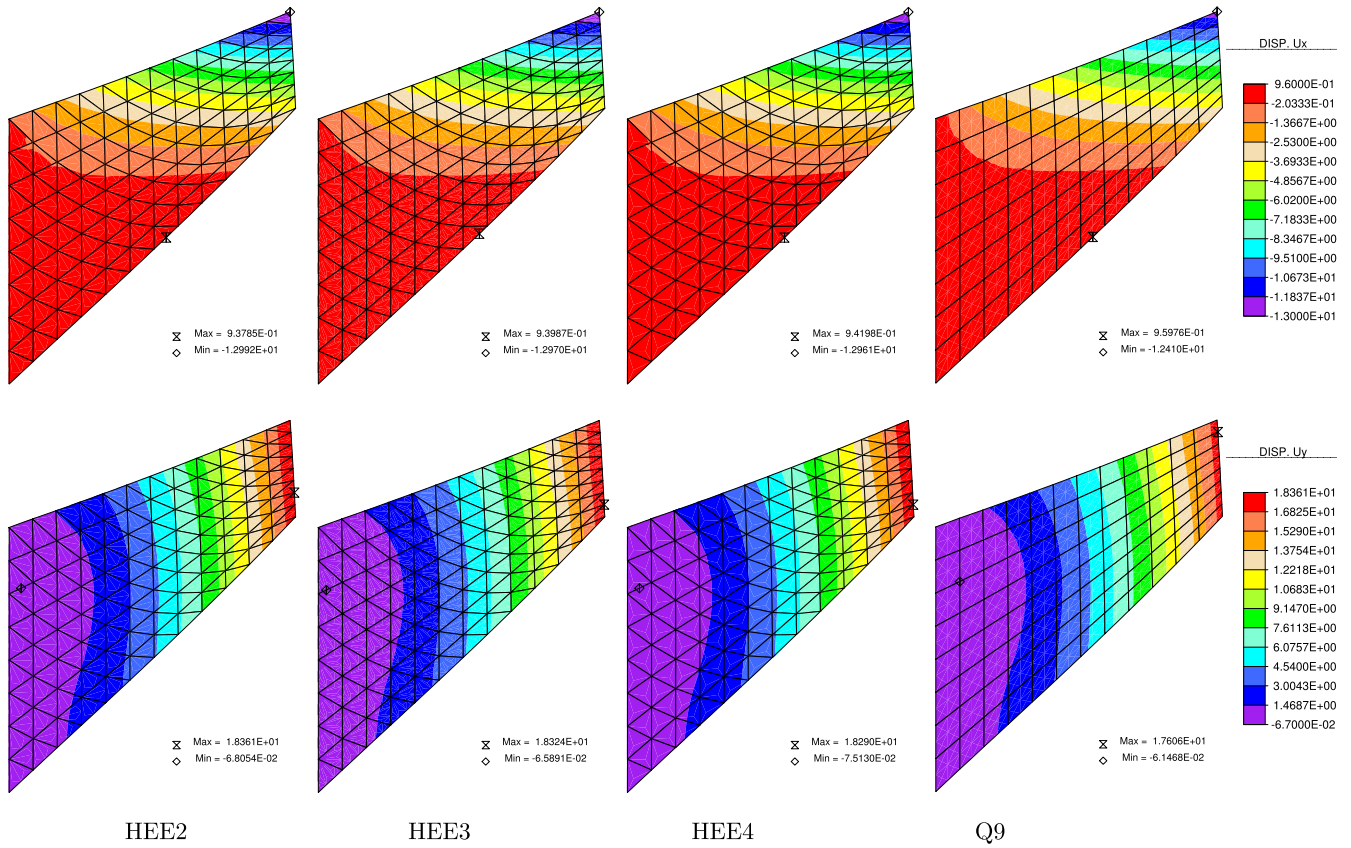 DISP. Ux
9.6000E-01
-2.0333E-01
-1.3667E+00
-2.5300E+00
-3.6933E+00
-4.8567E+00
-6.0200E+00
-7.1833E+00
-8.3467E+00
-9.5100E+00
-1.0673E+01
-1.1837E+01
-1.3000E+01
Max = 9.3785E-01
Min = -1.2992E+01
Max = 9.3987E-01
Min = -1.2970E+01
Max = 9.4198E-01
Min = -1.2961E+01
Max = 9.5976E-01
Min = -1.2410E+01
DISP. Uy
1.8361E+01
1.6825E+01
1.5290E+01
1.3754E+01
1.2218E+01
1.0683E+01
9.1470E+00
7.6113E+00
6.0757E+00
4.5400E+00
3.0043E+00
1.4687E+00
-6.7000E-02
Max = 1.8361E+01
Min = -6.8054E-02
Max = 1.8324E+01
Min = -6.5891E-02
Max = 1.8290E+01
Min = -7.5130E-02
Max = 1.7606E+01
Min = -6.1468E-02
HEE2
HEE3
HEE4
Q9